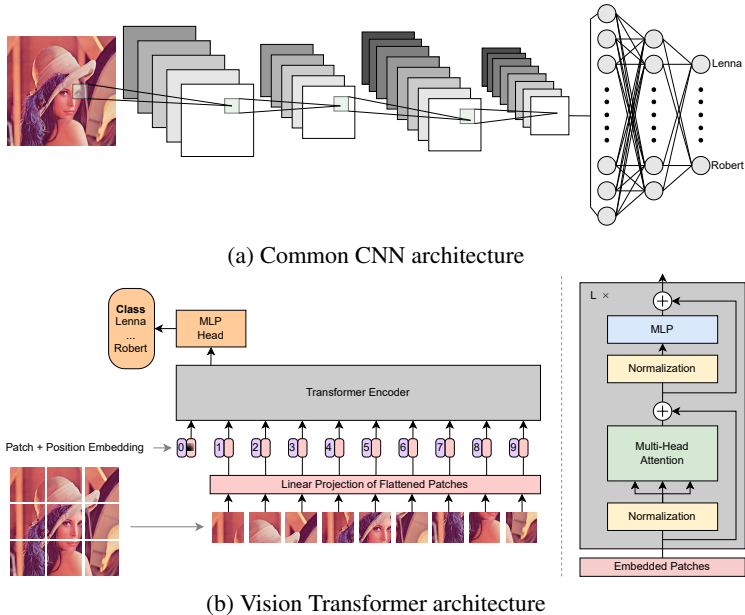 Lenna
Robert
(a) Common CNN architecture
Class
Lenna
...
Robert
MLP
Head
Transformer Encoder
Patch + Position Embedding
0 1 2 3 4 5 6 7 8 9
Linear Projection of Flattened Patches
L ×
+
MLP
Normalization
+
Multi-Head
Attention
Normalization
Embedded Patches
(b) Vision Transformer architecture